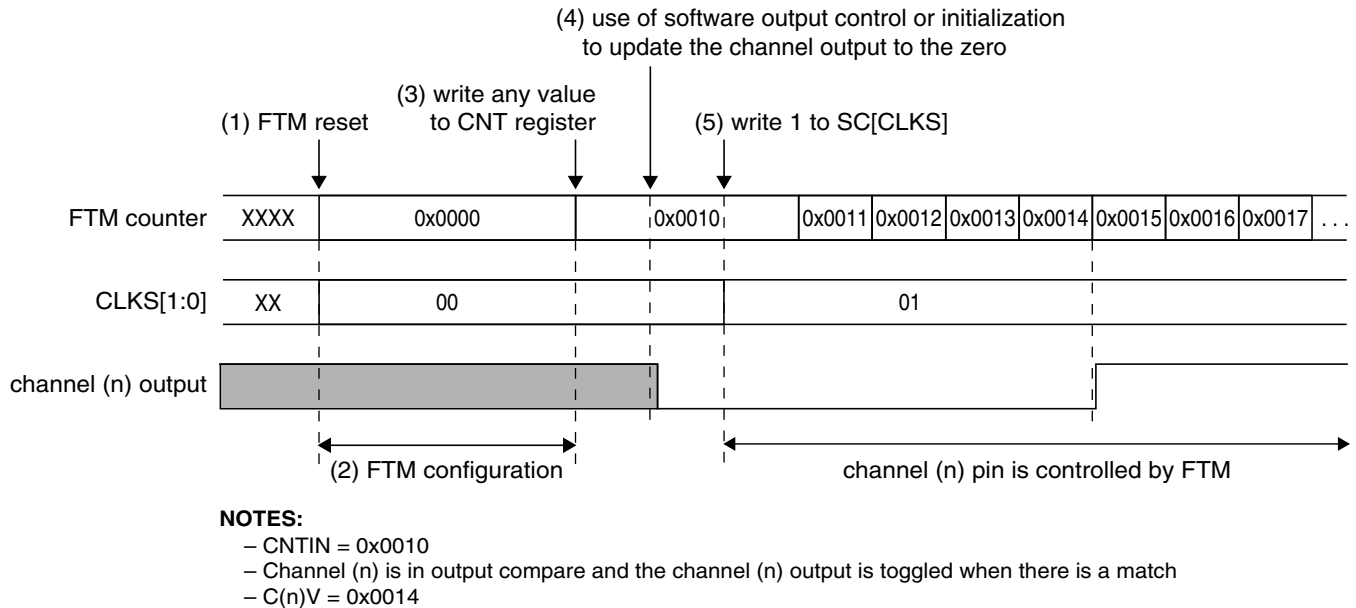 (4) use of software output control or initialization
to update the channel output to the zero
(3) write any value
to CNT register
(1) FTM reset
(5) write 1 to SC[CLKS]
FTM counter XXXX 0x0000 0x0010 0x0011 0x0012 0x0013 0x0014 0x0015 0x0016 0x0017 . . .
CLKS[1:0] XX 00 01
channel (n) output
(2) FTM configuration
channel (n) pin is controlled by FTM
NOTES:
– CNTIN = 0x0010
– Channel (n) is in output compare and the channel (n) output is toggled when there is a match
– C(n)V = 0x0014